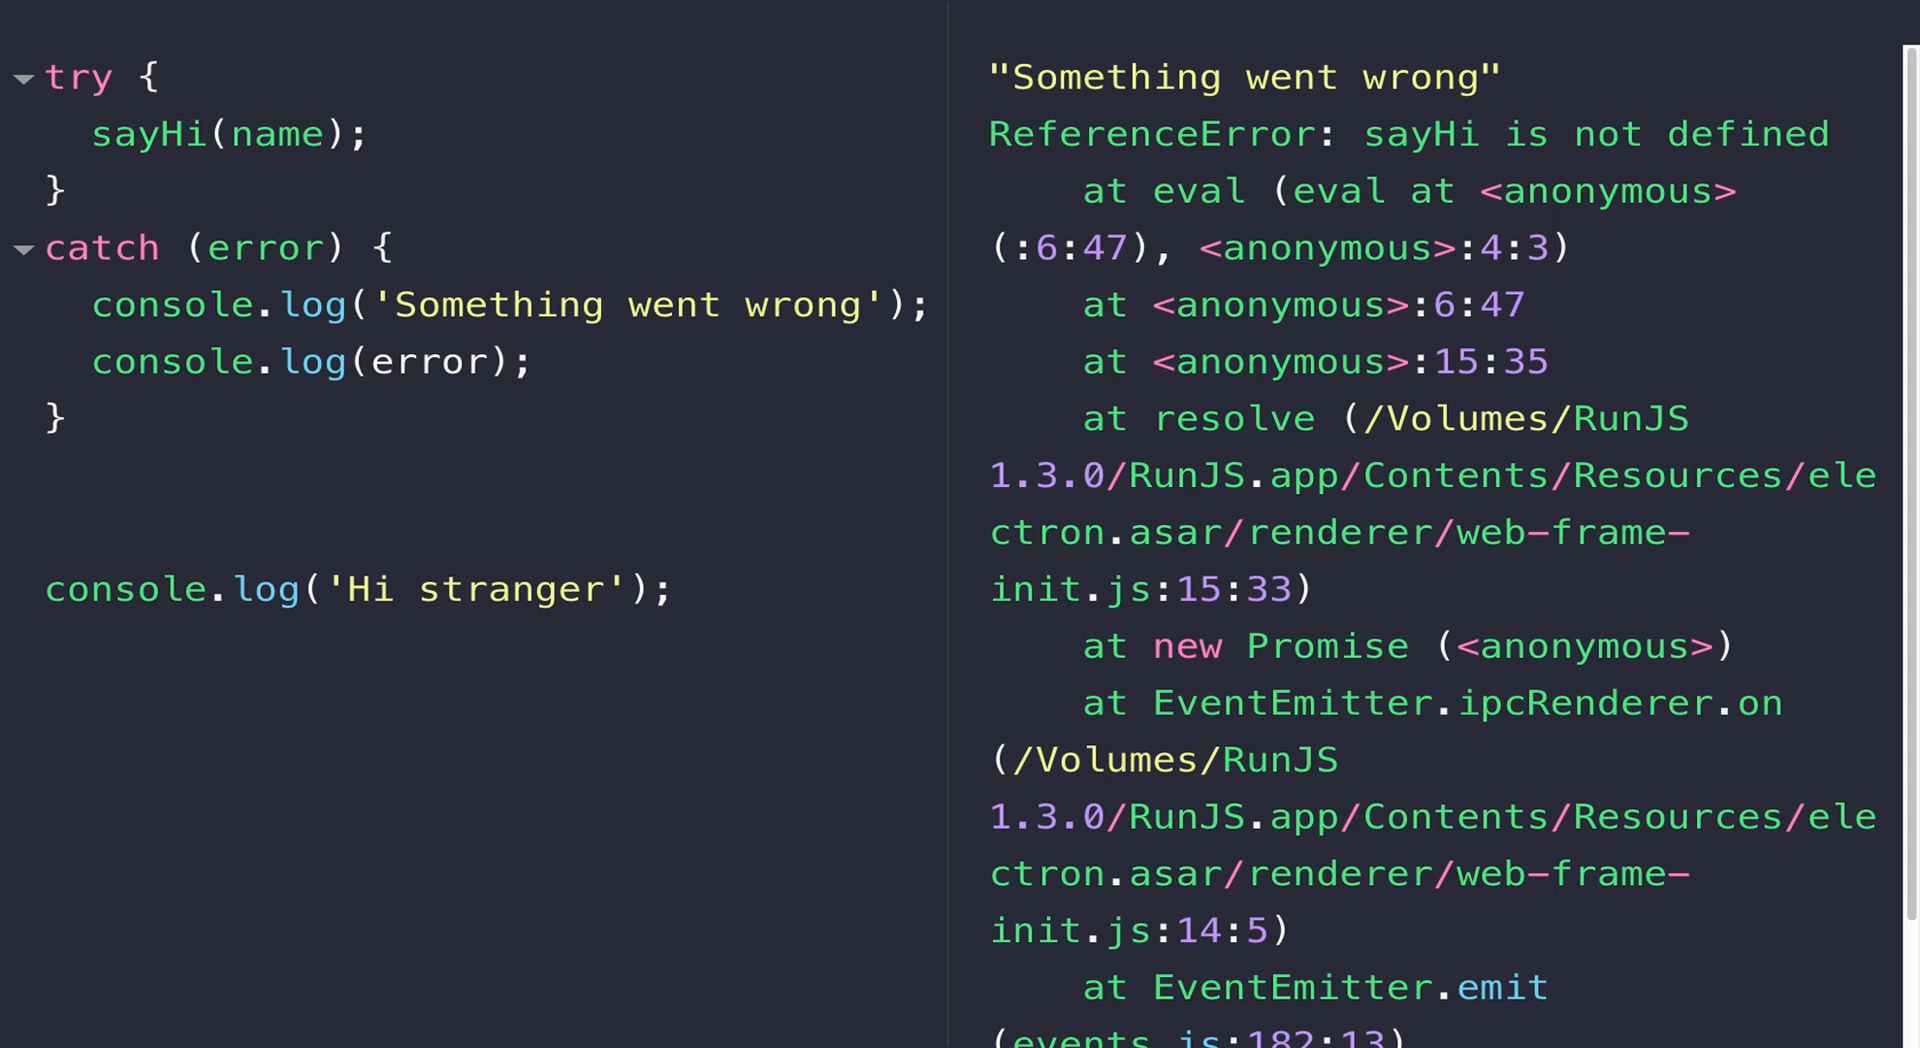 try {
  sayHi(name);
}
catch (error) {
  console.log('Something went wrong');
  console.log(error);
}
console.log('Hi stranger');
"Something went wrong"
ReferenceError: sayHi is not defined
    at eval (eval at <anonymous>
(:6:47), <anonymous>:4:3)
    at <anonymous>:6:47
    at <anonymous>:15:35
    at resolve (/Volumes/RunJS
1.3.0/RunJS.app/Contents/Resources/ele
ctron.asar/renderer/web-frame-
init.js:15:33)
    at new Promise (<anonymous>)
    at EventEmitter.ipcRenderer.on
(/Volumes/RunJS
1.3.0/RunJS.app/Contents/Resources/ele
ctron.asar/renderer/web-frame-
init.js:14:5)
    at EventEmitter.emit
(events.js:182:13)